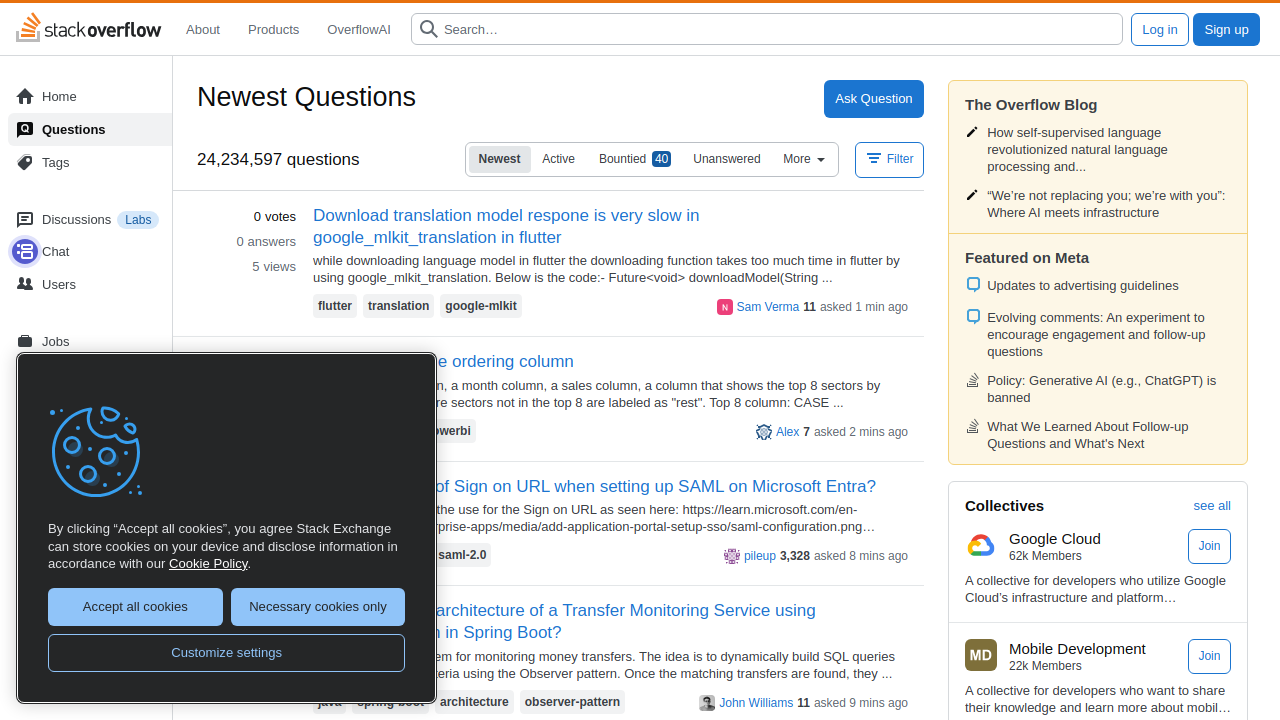 stack overflow
About
Products
OverflowAI
Search…
Log in
Sign up
Home
Questions
Tags
Discussions
Labs
Chat
Users
Jobs
Newest Questions
Ask Question
24,234,597 questions
Newest
Active
Bountied 40
Unanswered
More
Filter
0 votes
0 answers
5 views
Download translation model respone is very slow in
google_mlkit_translation in flutter
while downloading language model in flutter the downloading function takes too much time in flutter by
using google_mlkit_translation. Below is the code:- Future<void> downloadModel(String ...
flutter
translation
google-mlkit
Sam Verma 11 asked 1 min ago
ordering column
, a month column, a sales column, a column that shows the top 8 sectors by
sectors not in the top 8 are labeled as "rest". Top 8 column: CASE ...
Alex 7 asked 2 mins ago
of Sign on URL when setting up SAML on Microsoft Entra?
the use for the Sign on URL as seen here: https://learn.microsoft.com/en-
rprise-apps/media/add-application-portal-setup-sso/saml-configuration.png…
saml-2.0
pileup 3,328 asked 8 mins ago
architecture of a Transfer Monitoring Service using
in Spring Boot?
em for monitoring money transfers. The idea is to dynamically build SQL queries
teria using the Observer pattern. Once the matching transfers are found, they ...
java
spring-boot
architecture
observer-pattern
John Williams 11 asked 9 mins ago
By clicking “Accept all cookies”, you agree Stack Exchange
can store cookies on your device and disclose information in
accordance with our Cookie Policy.
Accept all cookies
Necessary cookies only
Customize settings
The Overflow Blog
How self-supervised language
revolutionized natural language
processing and...
“We’re not replacing you; we’re with you”:
Where AI meets infrastructure
Featured on Meta
Updates to advertising guidelines
Evolving comments: An experiment to
encourage engagement and follow-up
questions
Policy: Generative AI (e.g., ChatGPT) is
banned
What We Learned About Follow-up
Questions and What's Next
Collectives
see all
Google Cloud
62k Members
Join
A collective for developers who utilize Google
Cloud’s infrastructure and platform…
MD
Mobile Development
22k Members
Join
A collective for developers who want to share
their knowledge and learn more about mobil…